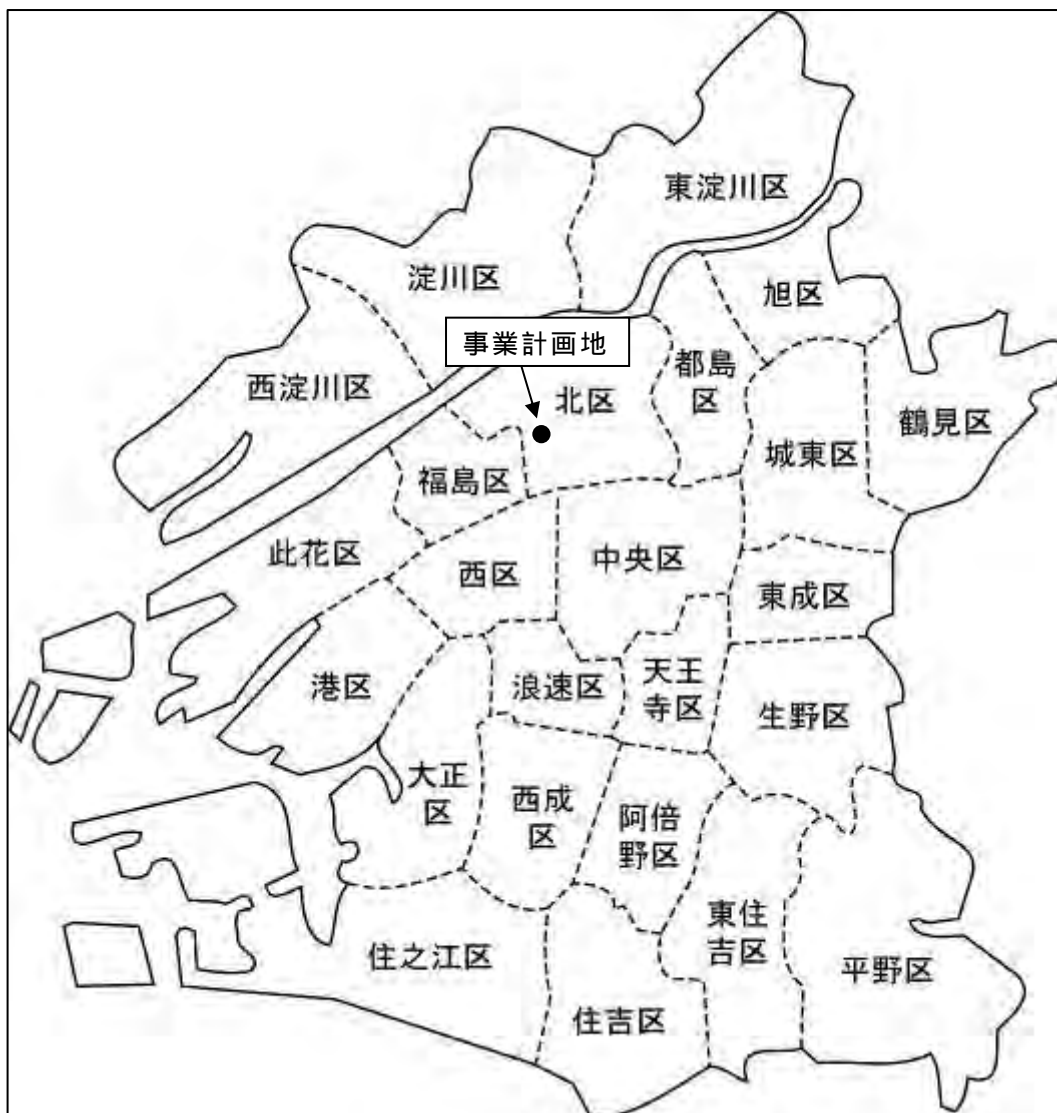 東淀川区
淀川区
旭区
事業計画地
西淀川区
北区
都島
区
鶴見区
城東区
福島区
此花区
西区
中央区
東成区
港区
浪速区
天王
寺区
生野区
大正
区
西成
区
阿倍
野区
東住
吉区
住之江区
平野区
住吉区